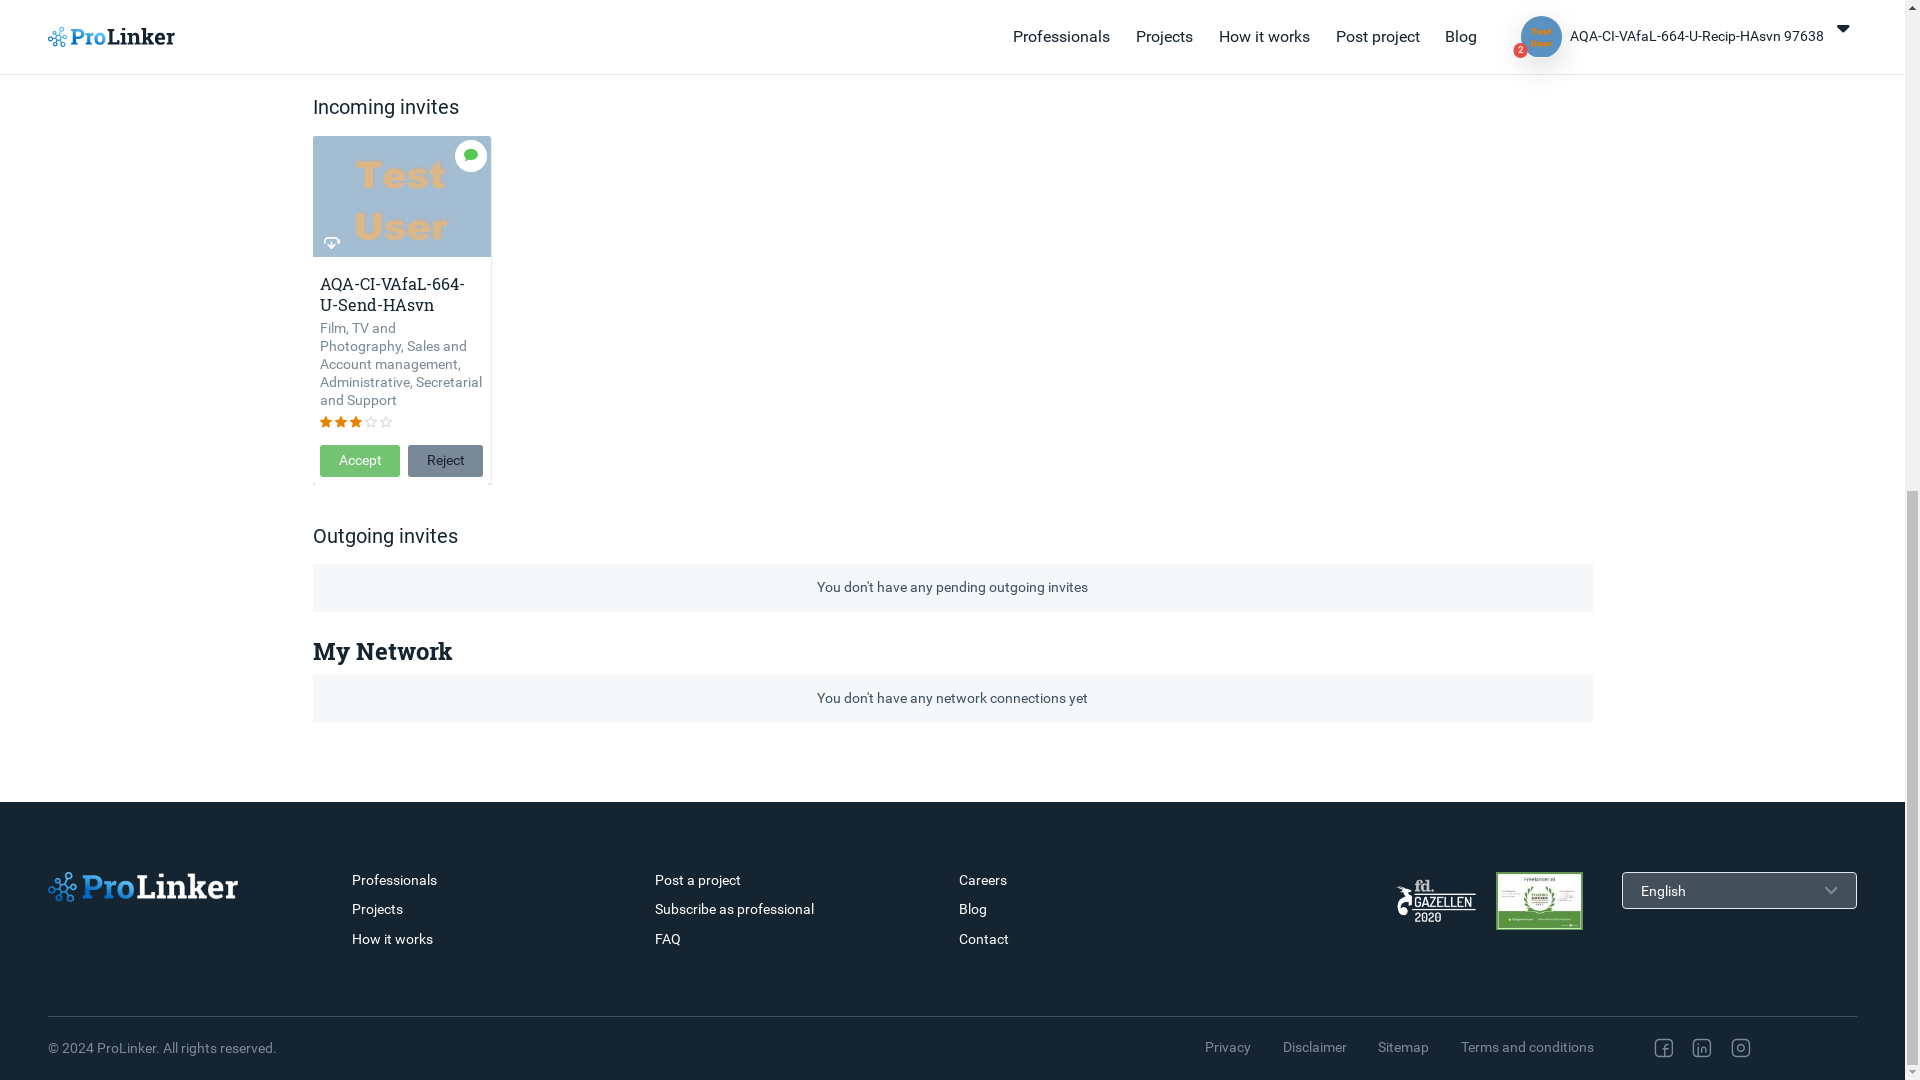 ProLinker
Professionals
Projects
How it works
Post project
Blog
2
AQA-CI-VAfaL-664-U-Recip-HAsvn 97638
Incoming invites
Test
User
AQA-CI-VAfaL-664-
U-Send-HAsvn
Film, TV and
Photography, Sales and
Account management,
Administrative, Secretarial
and Support
Accept
Reject
Outgoing invites
You don't have any pending outgoing invites
My Network
You don't have any network connections yet
ProLinker
Professionals
Projects
How it works
Post a project
Subscribe as professional
FAQ
Careers
Blog
Contact
fd.
GAZELLEN
2020
Freelancer.nl
English
© 2024 ProLinker. All rights reserved.
Privacy
Disclaimer
Sitemap
Terms and conditions